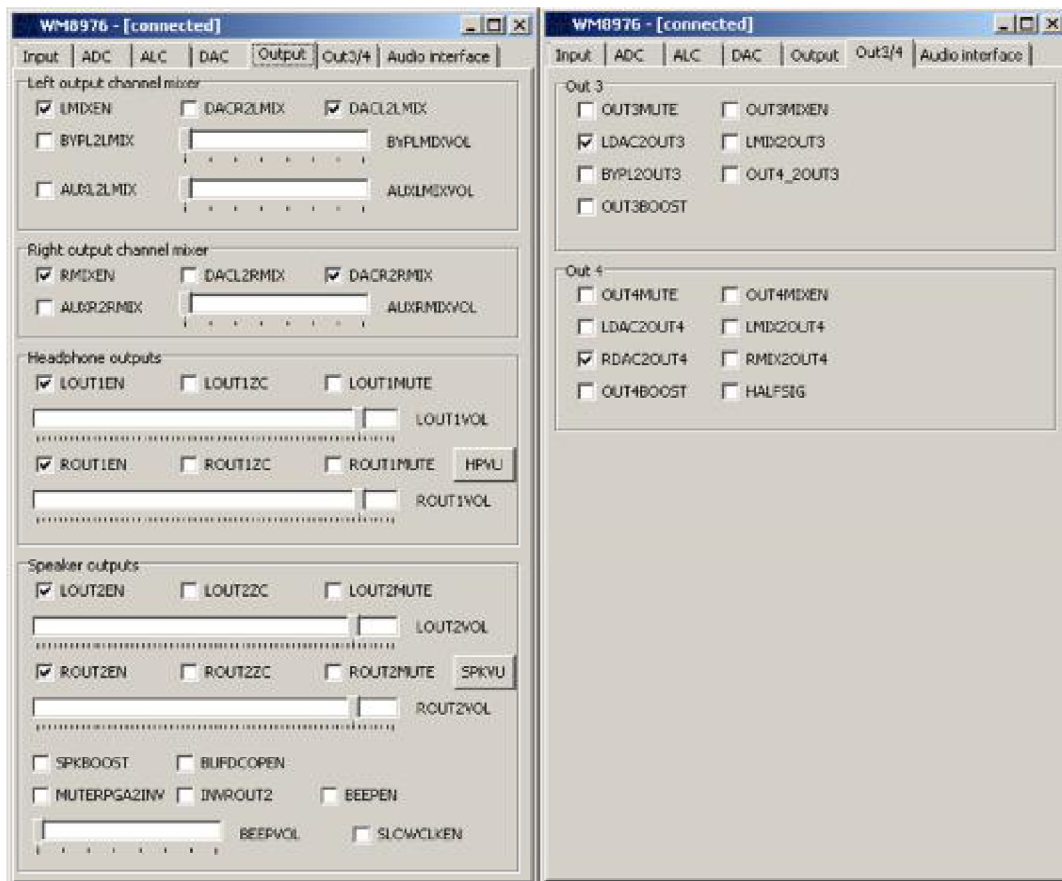 WM8976 - [connected]
Input ADC ALC DAC Output Out3/4 Audio interface
Left output channel mixer
LMIXEN DACR2LMIX DACL2LMIX
BYPL2LMIX BYPLMIXVOL
AUXL2LMIX AUXLMIXVOL
Right output channel mixer
RMIXEN DACL2RMIX DACR2RMIX
AUXR2RMIX AUXRMIXVOL
Headphone outputs
LOUT1EN LOUT1ZC LOUT1MUTE
LOUT1VOL
ROUT1EN ROUT1ZC ROUT1MUTE HPVU
ROUT1VOL
Speaker outputs
LOUT2EN LOUT2ZC LOUT2MUTE
LOUT2VOL
ROUT2EN ROUT2ZC ROUT2MUTE SPKVU
ROUT2VOL
SPKBOOST BUFDCOPEN
MUTERPGA2INV INVROUT2 BEEPEN
BEEPVOL SLOWCLKEN
WM8976 - [connected]
Input ADC ALC DAC Output Out3/4 Audio interface
Out 3
OUT3MUTE OUT3MIXEN
LDAC2OUT3 LMIX2OUT3
BYPL2OUT3 OUT4_2OUT3
OUT3BOOST
Out 4
OUT4MUTE OUT4MIXEN
LDAC2OUT4 LMIX2OUT4
RDAC2OUT4 RMIX2OUT4
OUT4BOOST HALFSIG